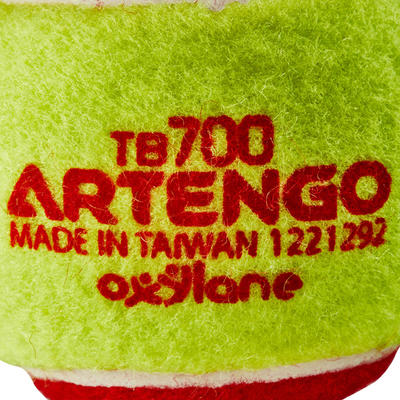 TB700
ARTENGO
MADE IN TAIWAN 1221292
oxylane